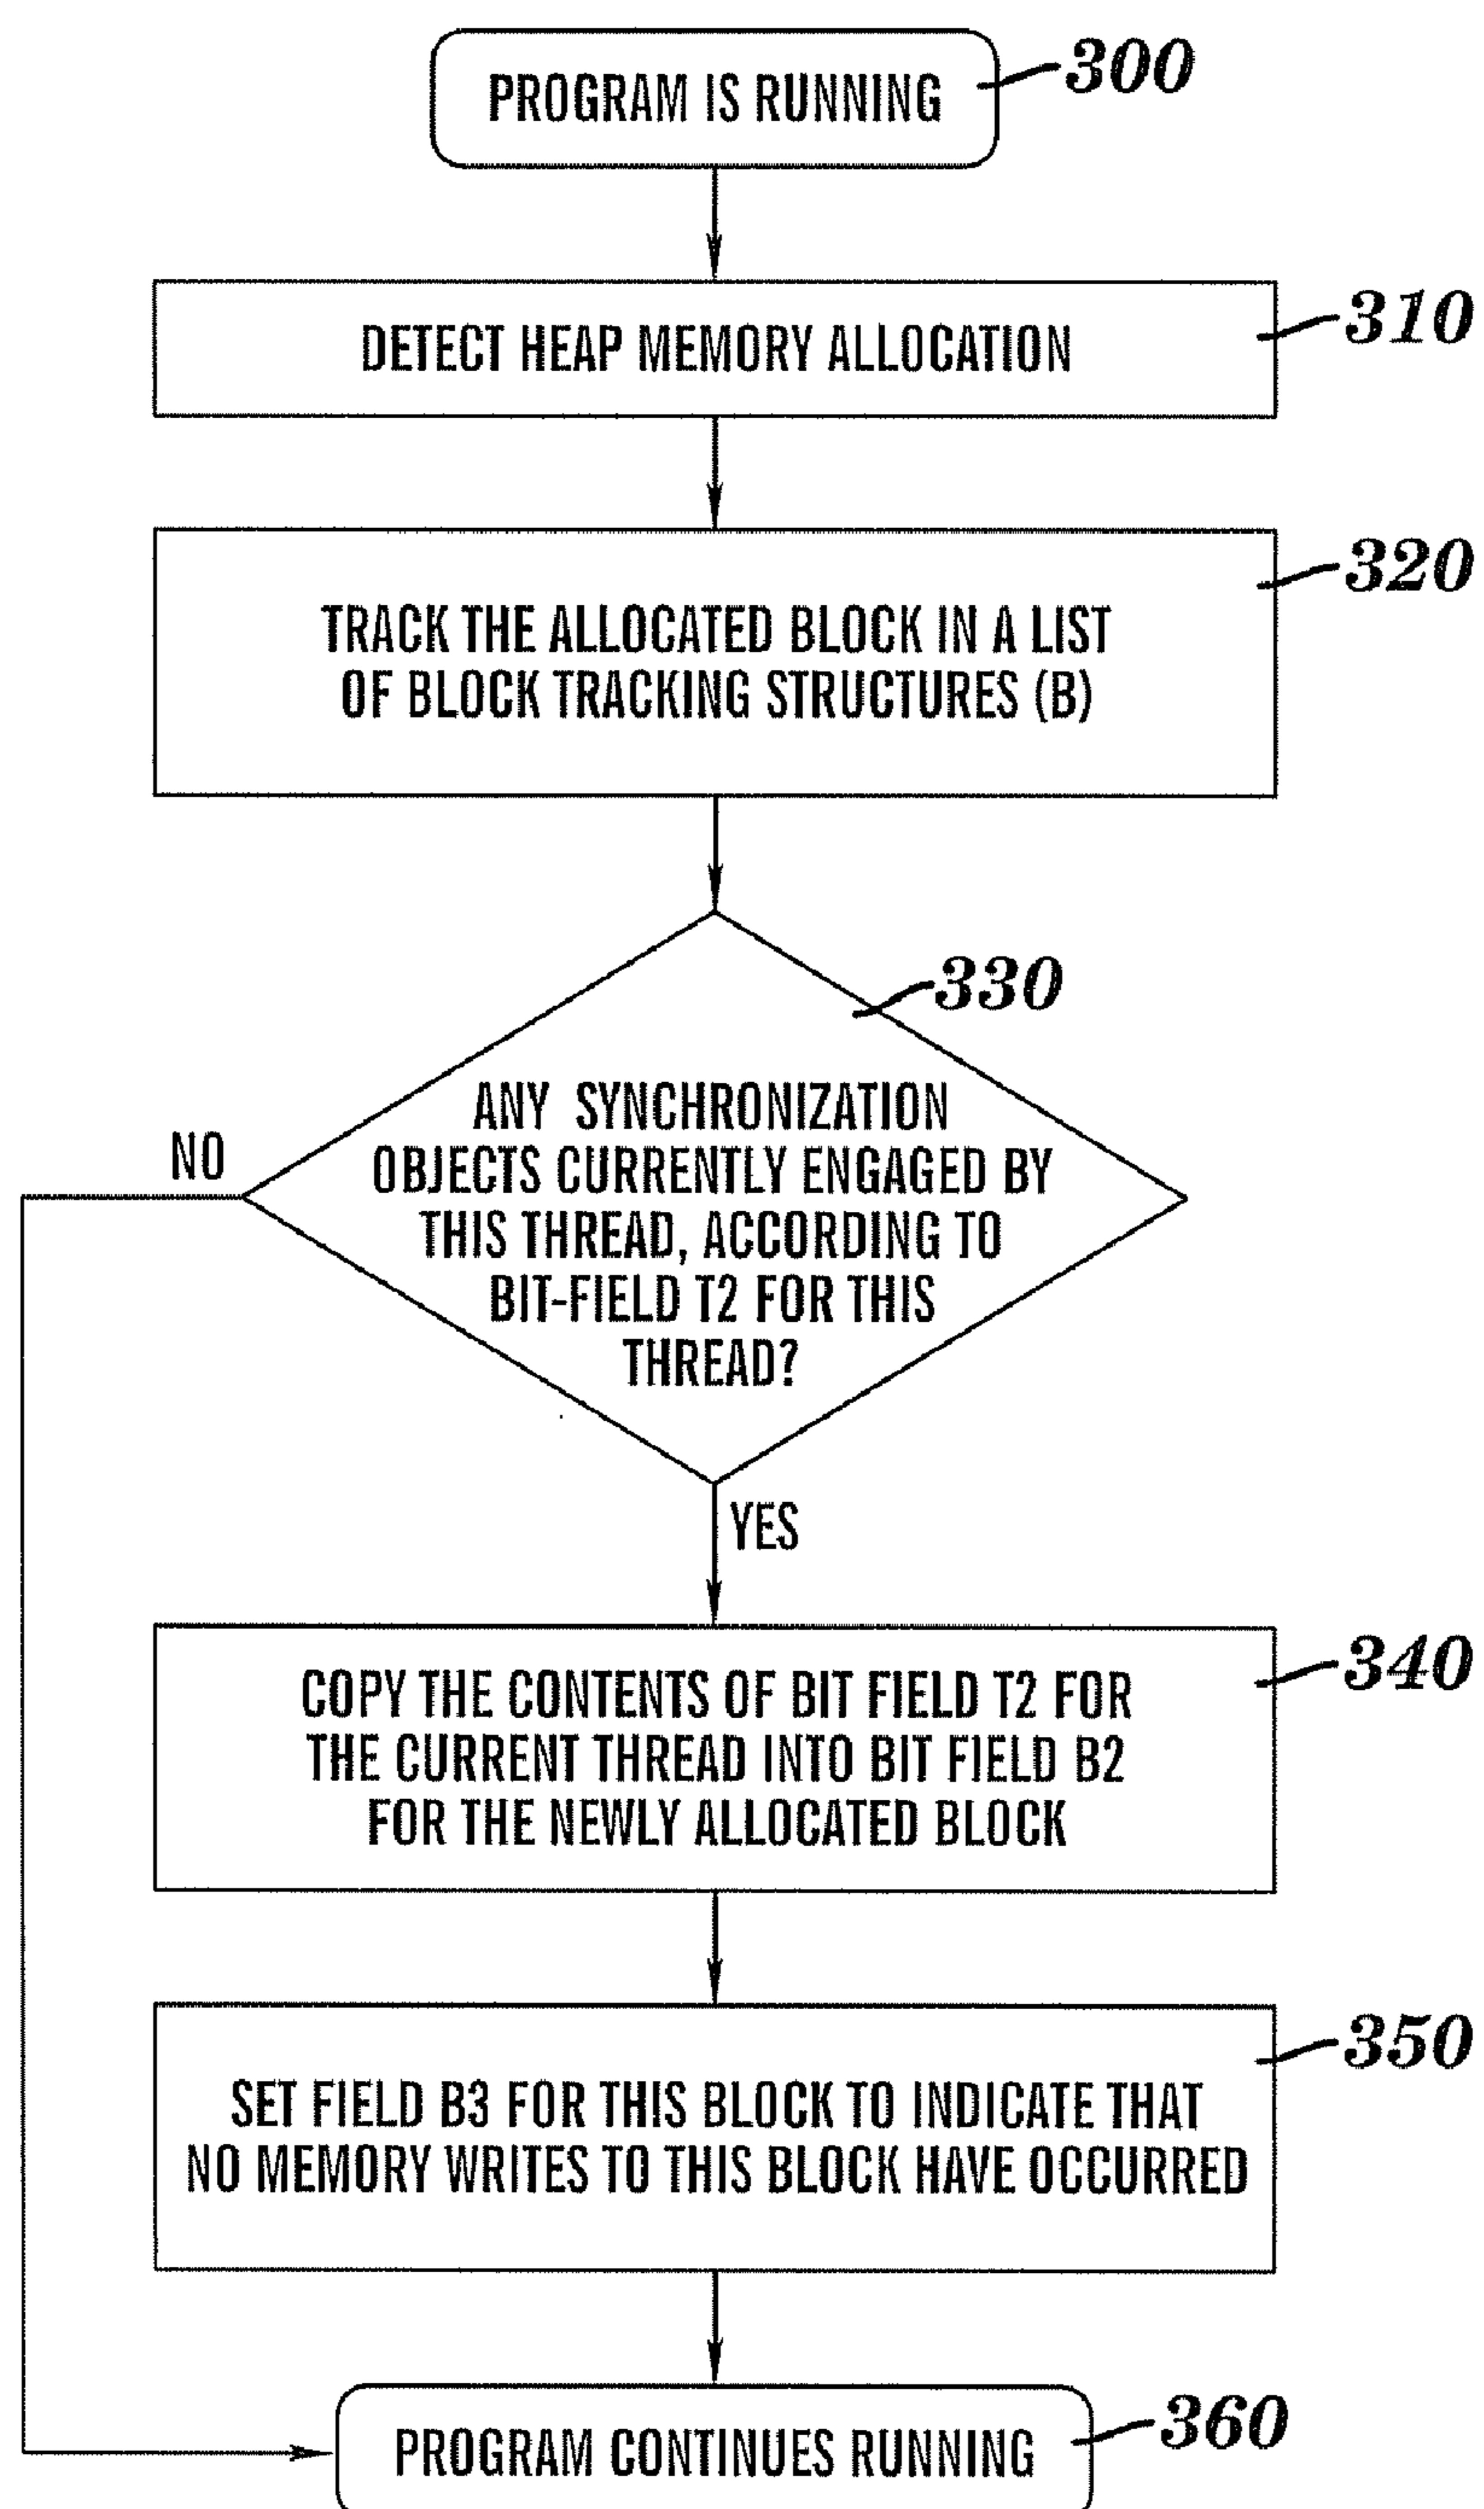 PROGRAM IS RUNNING
300
DETECT HEAP MEMORY ALLOCATION
310
320
TRACK THE ALLOCATED BLOCK IN A LIST
OF BLOCK TRACKING STRUCTURES (B)
330
ANY SYNCHRONIZATION
OBJECTS CURRENTLY ENGAGED BY
THIS THREAD, ACCORDING TO
BIT-FIELD T2 FOR THIS
THREAD?
NO
YES
340
COPY THE CONTENTS OF BIT FIELD T2 FOR
THE CURRENT THREAD INTO BIT FIELD B2
FOR THE NEWLY ALLOCATED BLOCK
350
SET FIELD B3 FOR THIS BLOCK TO INDICATE THAT
NO MEMORY WRITES TO THIS BLOCK HAVE OCCURRED
360
PROGRAM CONTINUES RUNNING